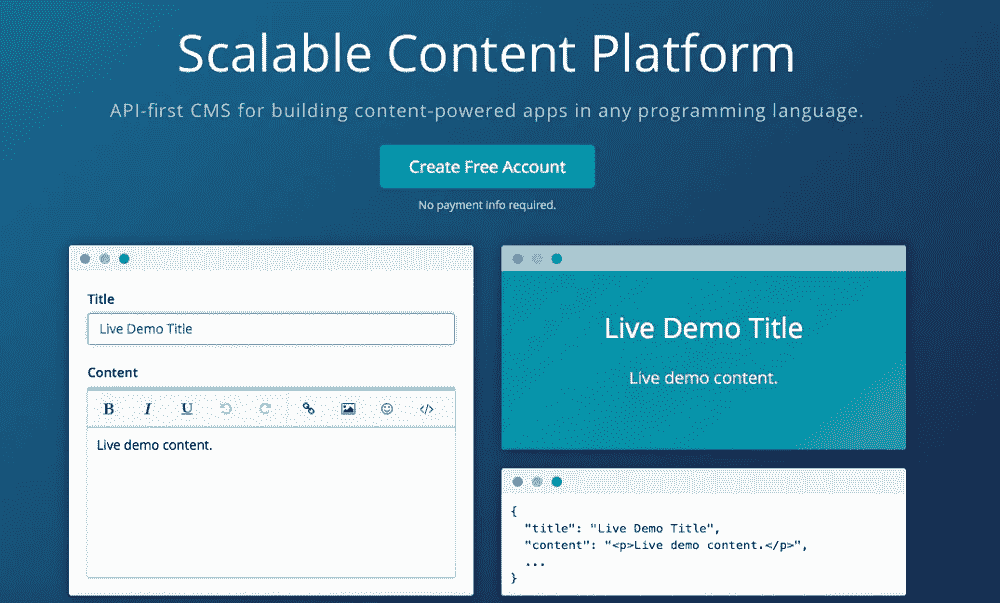 Scalable Content Platform
API-first CMS for building content-powered apps in any programming language.
Create Free Account
No payment info required.
Title
Live Demo Title
Content
B I U </>
Live demo content.
Live Demo Title
Live demo content.
{
"title": "Live Demo Title",
"content": "<p>Live demo content.</p>",
...
}